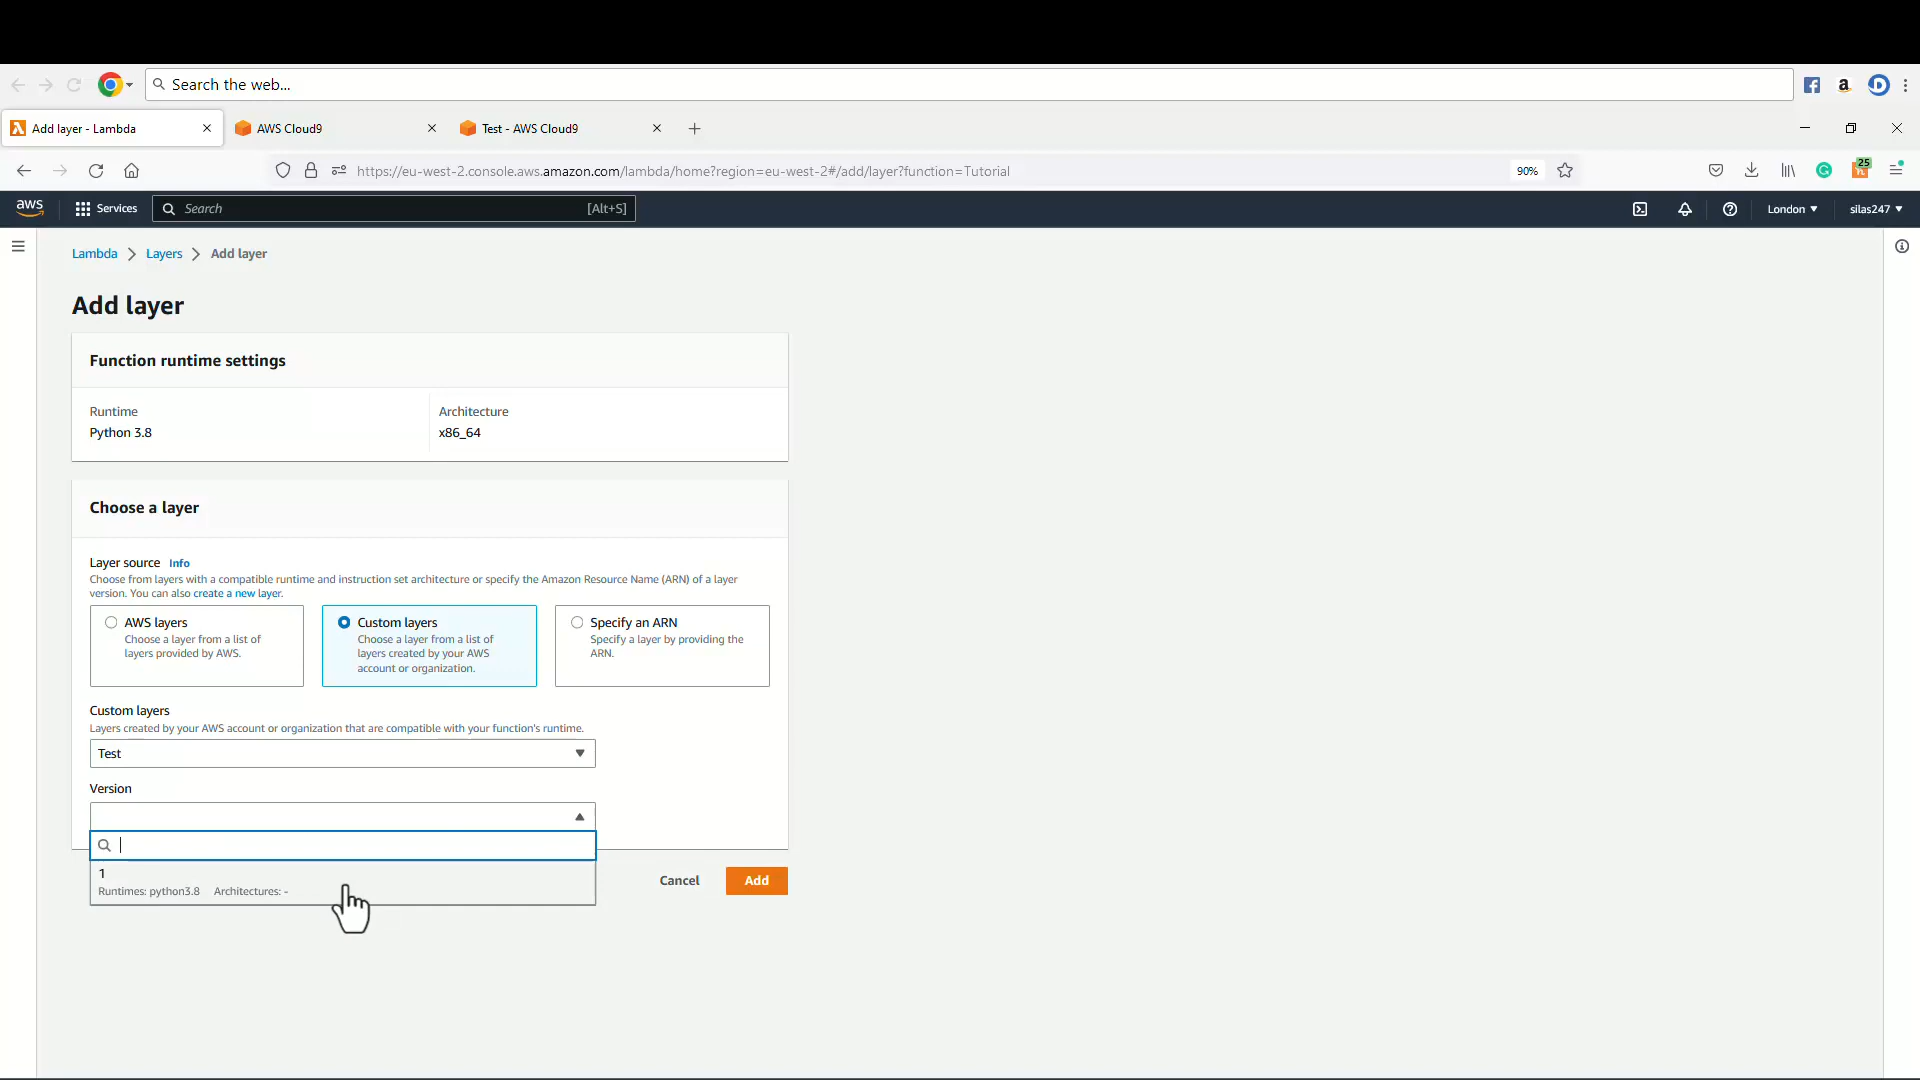 Search the web...
a
D
Add layer - Lambda
AWS Cloud9
Test - AWS Cloud9
https://eu-west-2.console.aws.amazon.com/lambda/home?region=eu-west-2#/add/layer?function=Tutorial
90%
25
aws
Services
Search
[Alt+S]
London
silas247
Lambda
Layers
Add layer
Add layer
Function runtime settings
Runtime
Architecture
Python 3.8
x86_64
Choose a layer
Layer source Info
Choose from layers with a compatible runtime and instruction set architecture or specify the Amazon Resource Name (ARN) of a layer
version. You can also create a new layer.
AWS layers
Choose a layer from a list of
layers provided by AWS.
Custom layers
Choose a layer from a list of
layers created by your AWS
account or organization.
Specify an ARN
Specify a layer by providing the
ARN.
Custom layers
Layers created by your AWS account or organization that are compatible with your function's runtime.
Test
Version
1
Runtimes: python3.8 Architectures: -
Cancel
Add